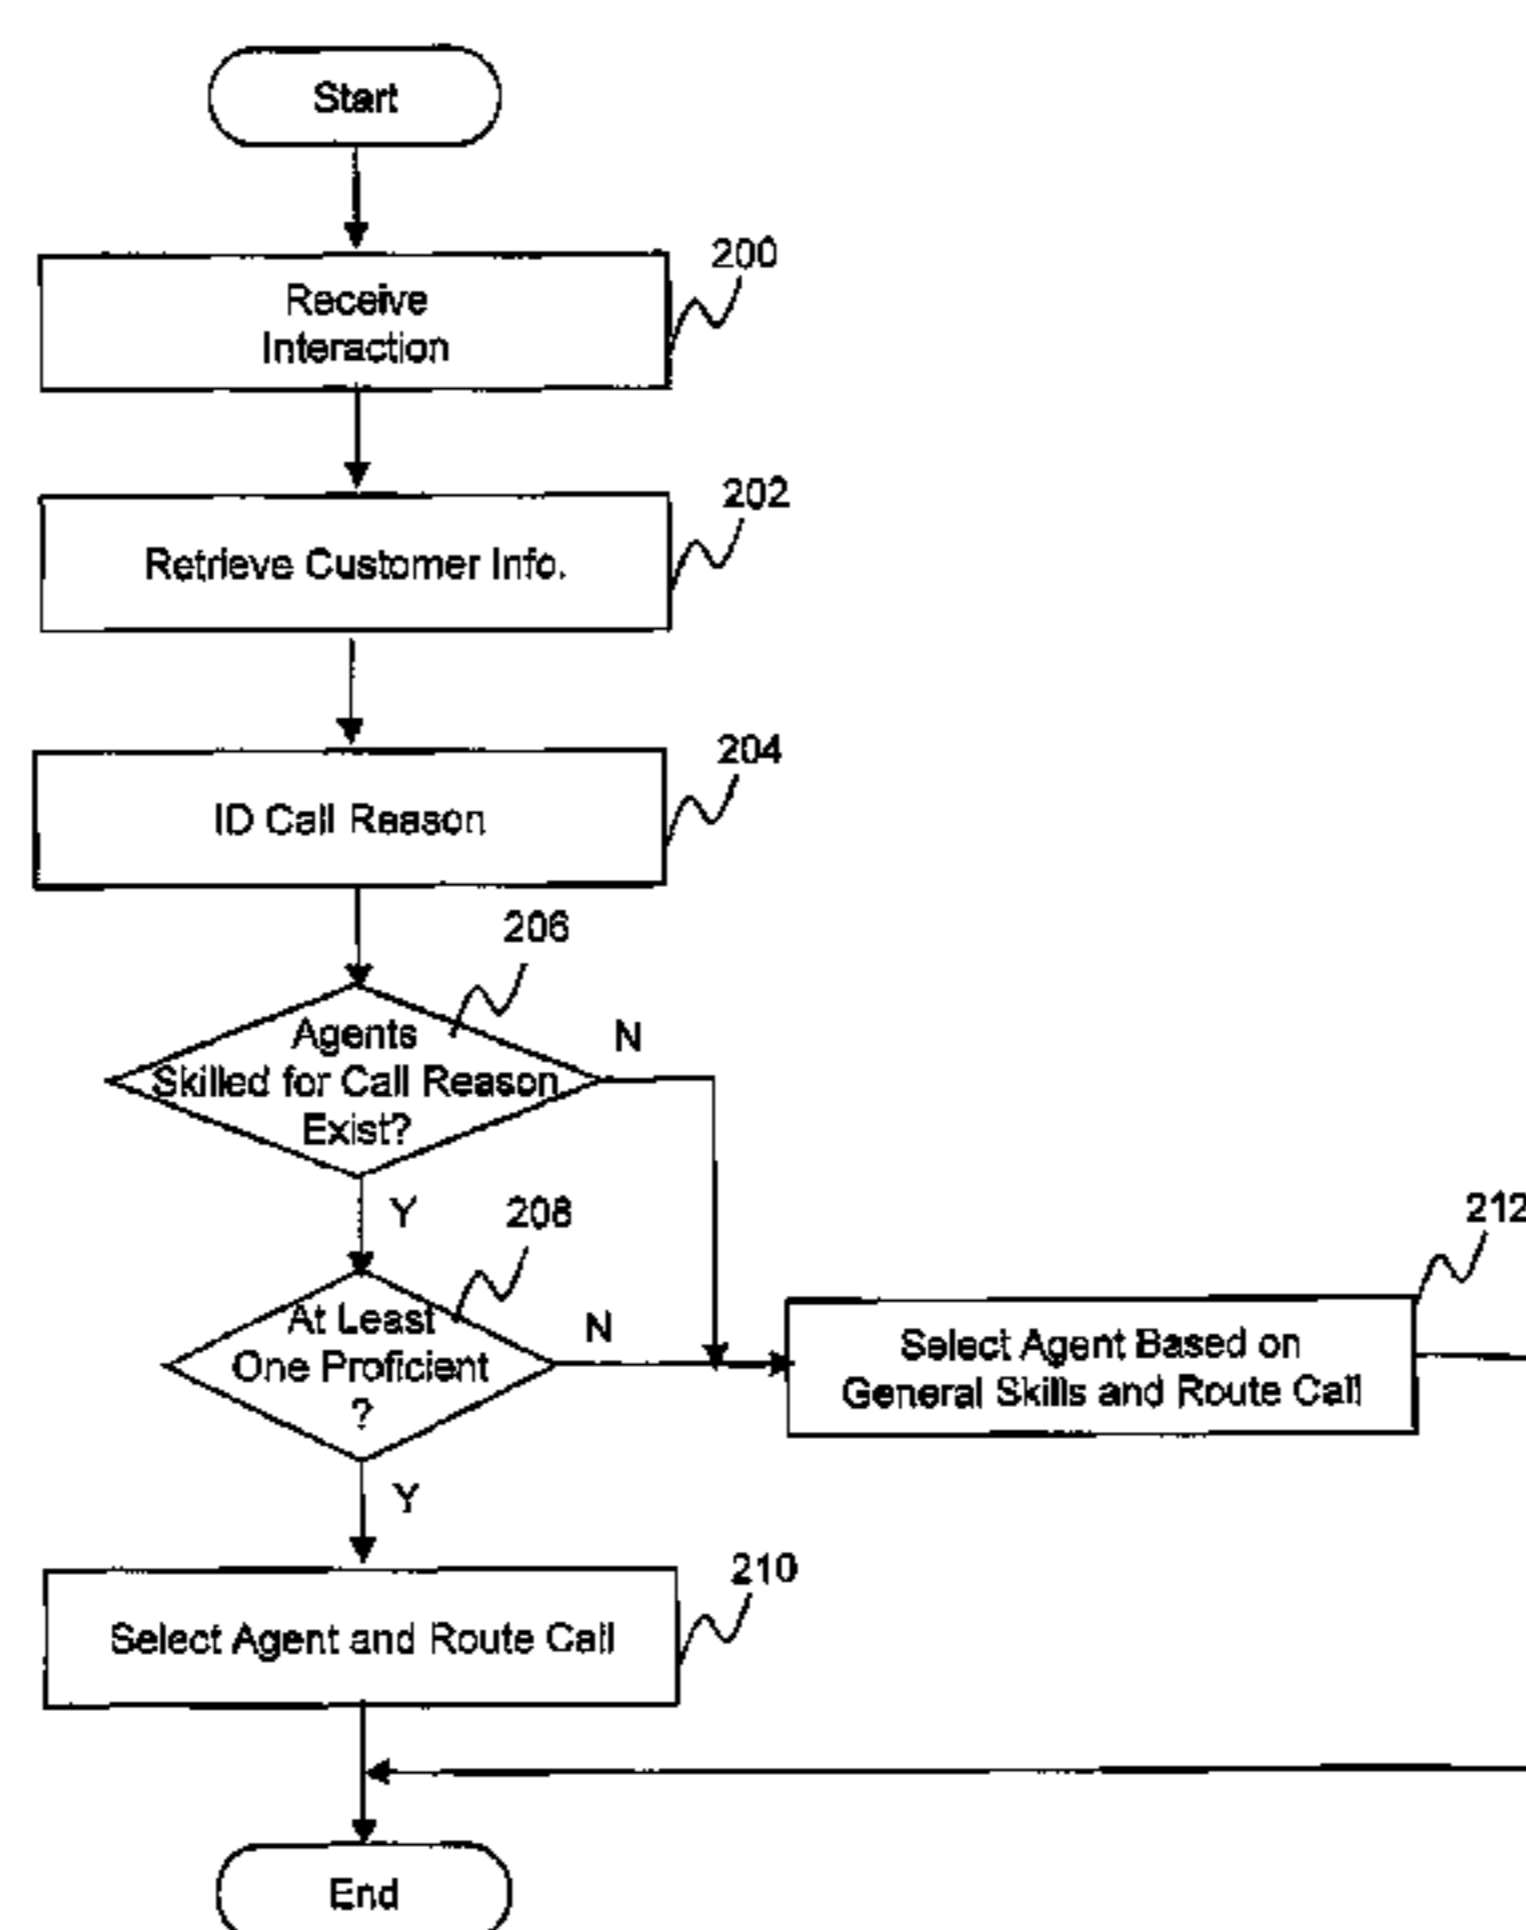 Start
200
Receive
Interaction
202
Retrieve Customer Info.
204
ID Call Reason
206
Agents
Skilled for Call Reason
Exist?
N
Y
208
At Least
One Proficient
?
N
212
Select Agent Based on
General Skills and Route Call
Y
210
Select Agent and Route Call
End